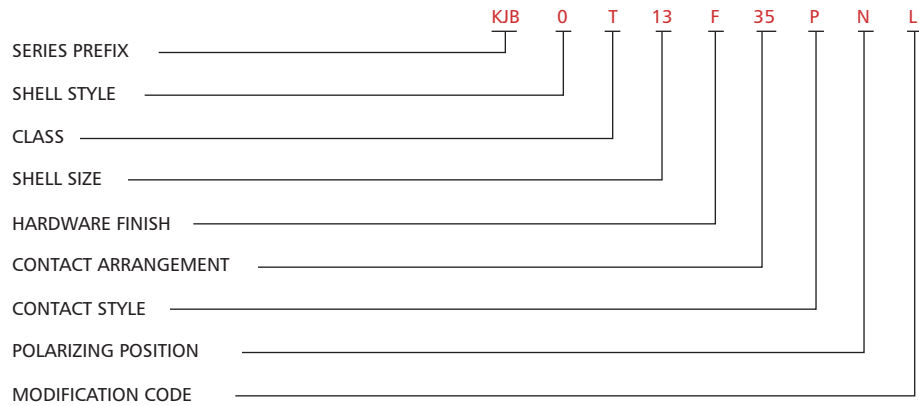 KJB 0 T 13 F 35 P N L
SERIES PREFIX
SHELL STYLE
CLASS
SHELL SIZE
HARDWARE FINISH
CONTACT ARRANGEMENT
CONTACT STYLE
POLARIZING POSITION
MODIFICATION CODE